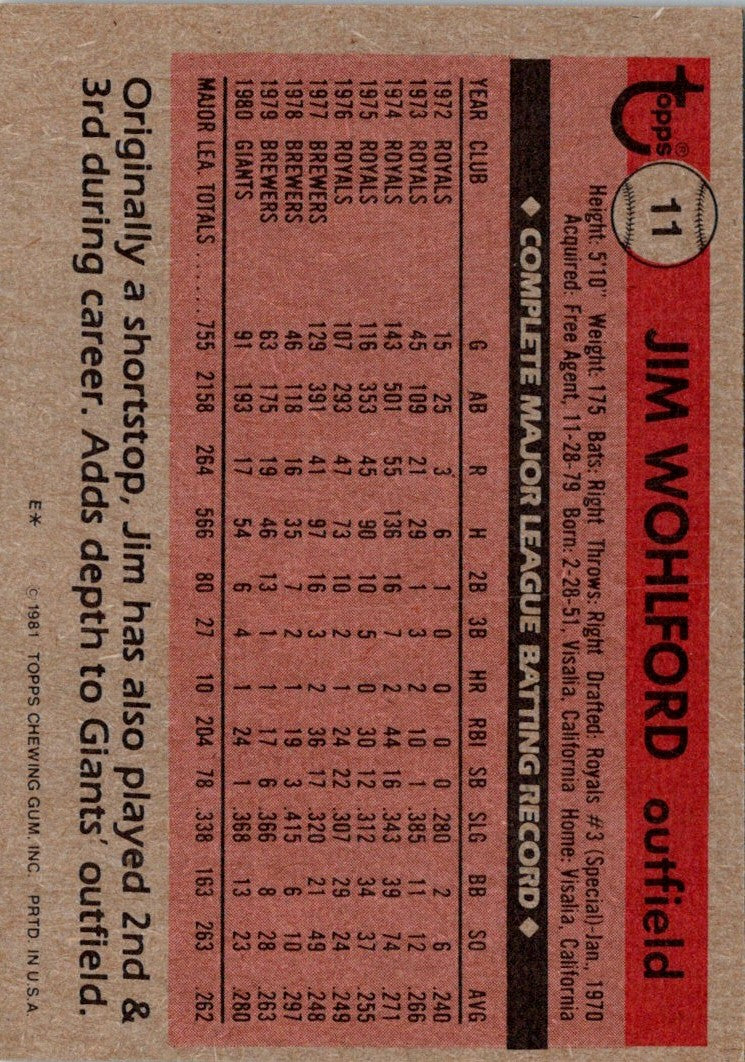 topps®
11
JIM WOHLFORD outfield
Height: 5'10" Weight: 175 Bats: Right Throws: Right Drafted: Royals #3 (Special)-Jan., 1970
Acquired: Free Agent, 11-28-79 Born: 2-28-51, Visalia, California Home: Visalia, California
◆ COMPLETE MAJOR LEAGUE BATTING RECORD ◆
YEAR CLUB G AB R H 2B 3B HR RBI SB SLG BB SO AVG
1972 ROYALS 15 25 3 6 1 0 0 0 0 .280 2 6 .240
1973 ROYALS 45 109 21 29 1 3 2 10 1 .385 11 12 .266
1974 ROYALS 143 501 55 136 16 7 2 44 16 .343 39 74 .271
1975 ROYALS 116 353 45 90 10 5 0 30 12 .312 34 37 .255
1976 ROYALS 107 293 47 73 10 2 1 24 22 .307 29 24 .249
1977 BREWERS 129 391 41 97 16 3 2 36 17 .320 21 49 .248
1978 BREWERS 46 118 16 35 7 2 1 19 3 .415 6 10 .297
1979 BREWERS 63 175 19 46 13 1 1 17 6 .366 8 28 .263
1980 GIANTS 91 193 17 54 6 4 1 24 1 .368 13 23 .280
MAJOR LEA. TOTALS ...... 755 2158 264 566 80 27 10 204 78 .338 163 263 .262
Originally a shortstop, Jim has also played 2nd &
3rd during career. Adds depth to Giants' outfield.
E* © 1981 TOPPS CHEWING GUM, INC. PRTD. IN U.S.A.